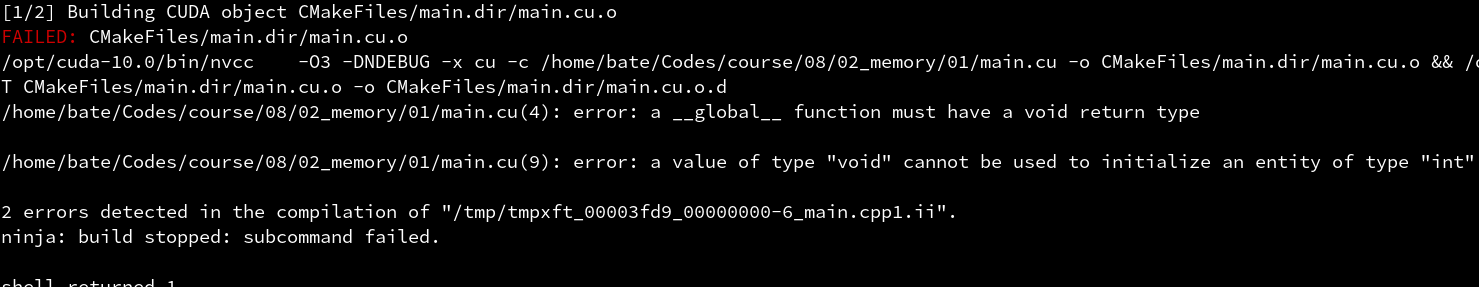 [1/2] Building CUDA object CMakeFiles/main.dir/main.cu.o
FAILED: CMakeFiles/main.dir/main.cu.o
/opt/cuda-10.0/bin/nvcc    -O3 -DNDEBUG -x cu -c /home/bate/Codes/course/08/02_memory/01/main.cu -o CMakeFiles/main.dir/main.cu.o && /
T CMakeFiles/main.dir/main.cu.o -o CMakeFiles/main.dir/main.cu.o.d
/home/bate/Codes/course/08/02_memory/01/main.cu(4): error: a __global__ function must have a void return type
/home/bate/Codes/course/08/02_memory/01/main.cu(9): error: a value of type "void" cannot be used to initialize an entity of type "int"
2 errors detected in the compilation of "/tmp/tmpxft_00003fd9_00000000-6_main.cpp1.ii".
ninja: build stopped: subcommand failed.
shell returned 1